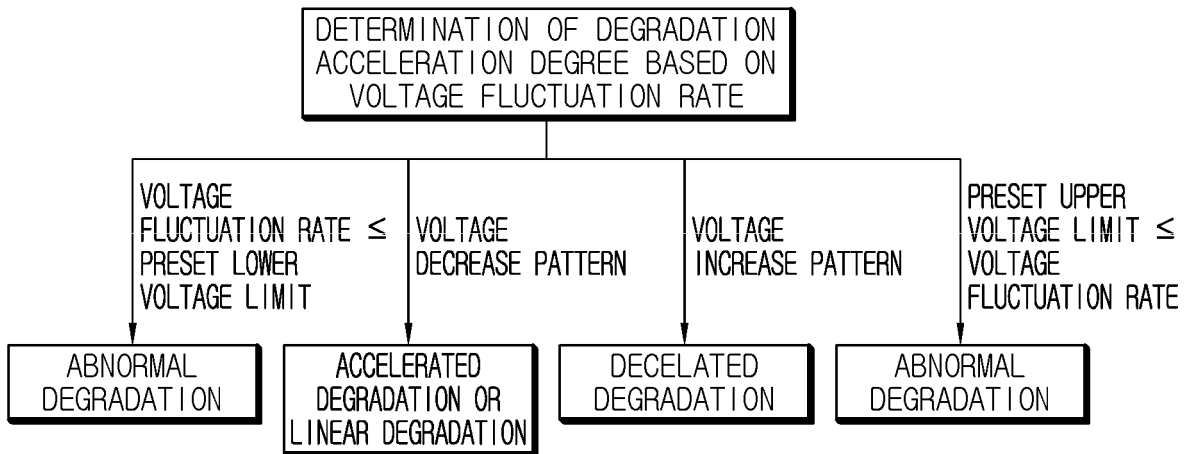 DETERMINATION OF DEGRADATION
ACCELERATION DEGREE BASED ON
VOLTAGE FLUCTUATION RATE
VOLTAGE
FLUCTUATION RATE ≤
PRESET LOWER
VOLTAGE LIMIT
VOLTAGE
DECREASE PATTERN
VOLTAGE
INCREASE PATTERN
PRESET UPPER
VOLTAGE LIMIT ≤
VOLTAGE
FLUCTUATION RATE
ABNORMAL
DEGRADATION
ACCELERATED
DEGRADATION OR
LINEAR DEGRADATION
DECELATED
DEGRADATION
ABNORMAL
DEGRADATION